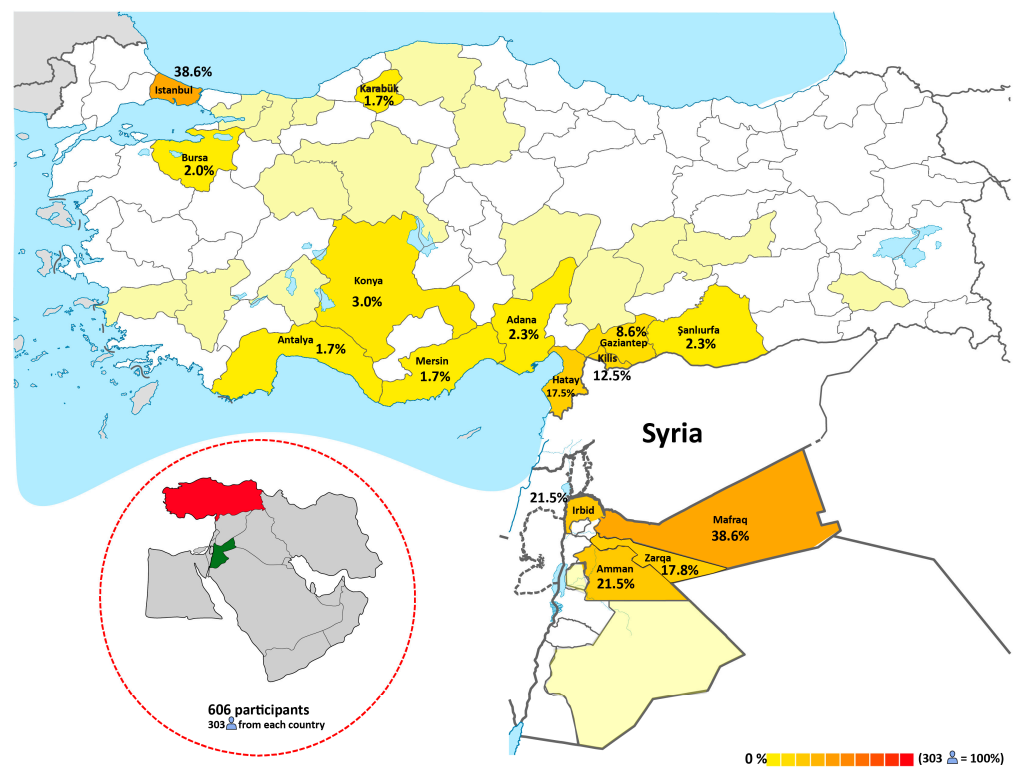 38.6%
Istanbul
Karabük
1.7%
Bursa
2.0%
Konya
3.0%
Adana
2.3%
8.6%
Gaziantep
Şanlıurfa
2.3%
Antalya
1.7%
Mersin
1.7%
Kilis
12.5%
Hatay
17.5%
Syria
21.5%
Irbid
Mafraq
38.6%
Zarqa
17.8%
Amman
21.5%
606 participants
303 from each country
0 % (303 = 100%)